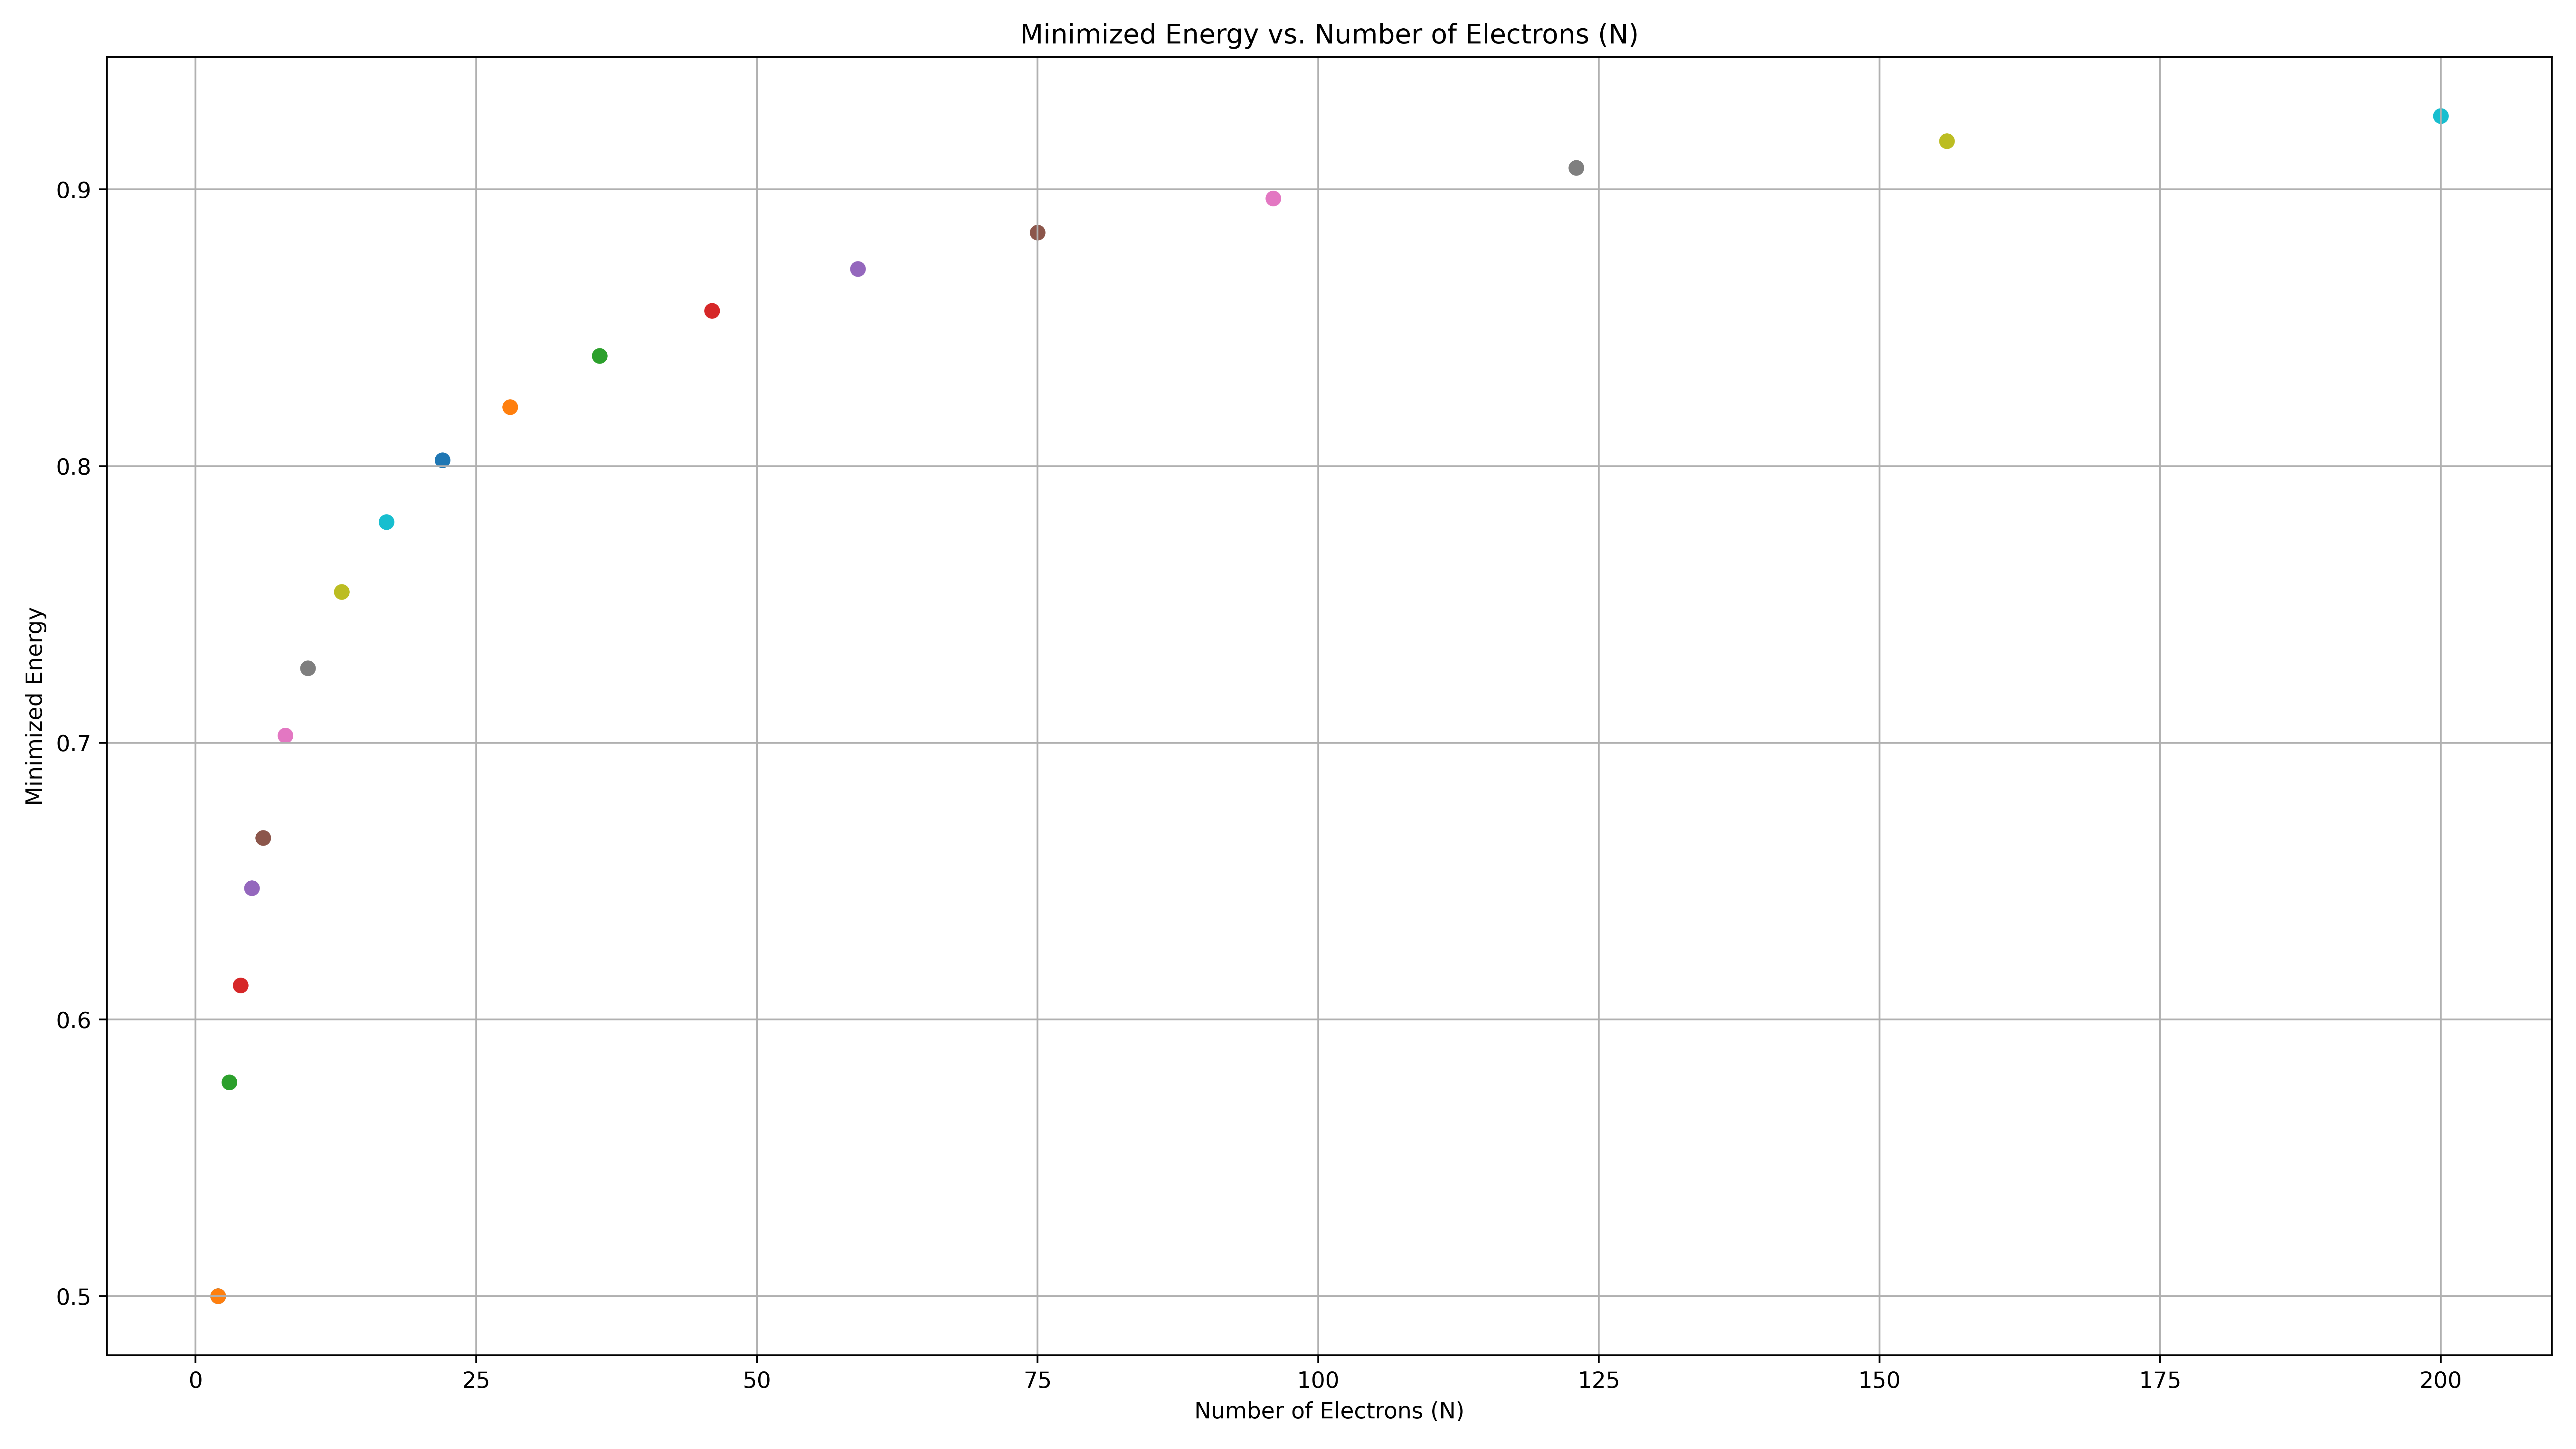 Minimized Energy vs. Number of Electrons (N)
Minimized Energy
0.9
0.8
0.7
0.6
0.5
0 25 50 75 100 125 150 175 200
Number of Electrons (N)